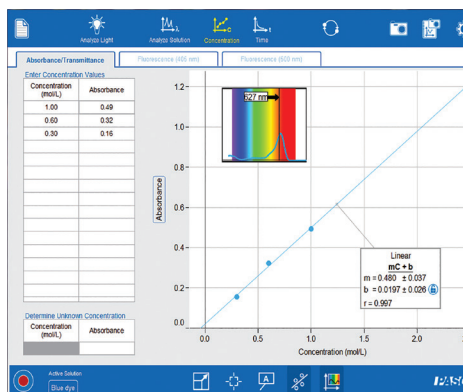 Analyze Light
Analyze Solution
Concentration
Time
Absorbance/Transmittance
Fluorescence (405 nm)
Fluorescence (500 nm)
Enter Concentration Values
Concentration (mol/L) Absorbance
1.00 0.49
0.60 0.32
0.30 0.16
Determine Unknown Concentration
Concentration (mol/L) Absorbance
Absorbance
1.2
1.0
0.8
0.6
0.4
0.2
0.0
627 nm
Linear
mC + b
m = 0.480 ± 0.037
b = 0.0197 ± 0.026
r = 0.997
0.0 0.5 1.0 1.5 2.0
Concentration (mol/L)
Active Solution
Blue dye